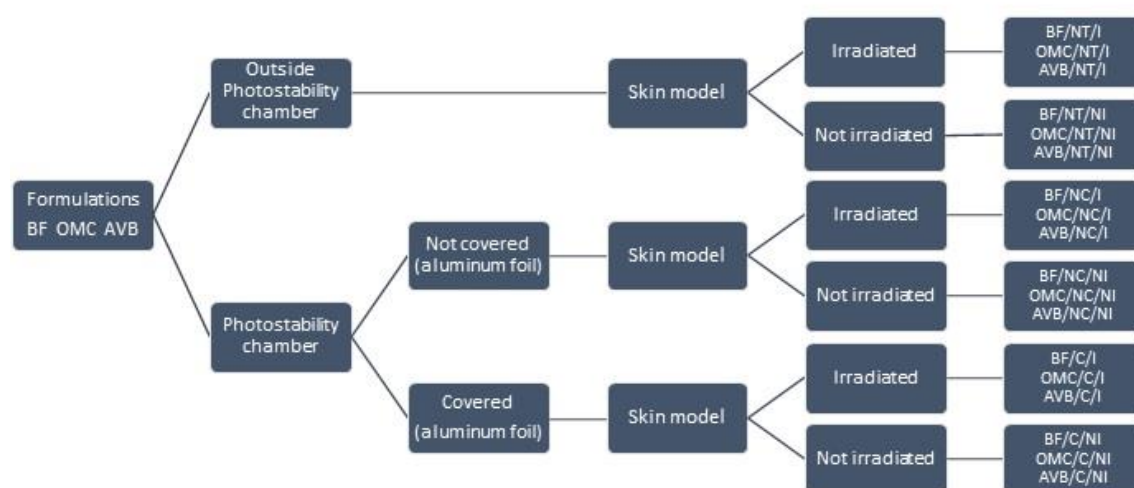 Formulations
BF OMC AVB
Outside
Photostability
chamber
Skin model
Irradiated
BF/NT/I
OMC/NT/I
AVB/NT/I
Not irradiated
BF/NT/NI
OMC/NT/NI
AVB/NT/NI
Photostability
chamber
Not covered
(aluminum foil)
Skin model
Irradiated
BF/NC/I
OMC/NC/I
AVB/NC/I
Not irradiated
BF/NC/NI
OMC/NC/NI
AVB/NC/NI
Covered
(aluminum foil)
Skin model
Irradiated
BF/C/I
OMC/C/I
AVB/C/I
Not irradiated
BF/C/NI
OMC/C/NI
AVB/C/NI